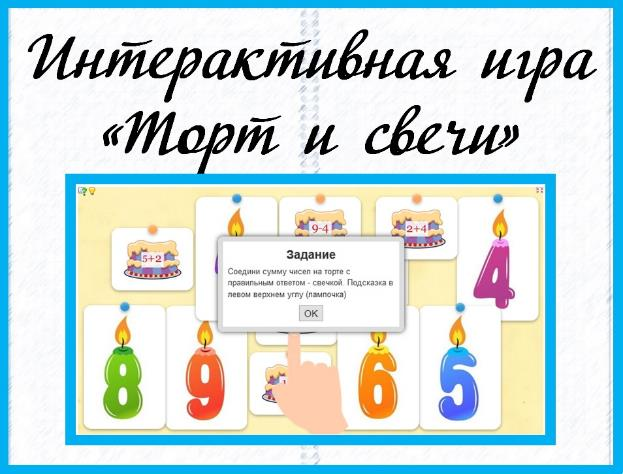 Интерактивная игра
«Торт и свечи»
5+2
9-4
2+4
4
Задание
Соедини сумму чисел на торте с
правильным ответом - свечкой. Подсказка в
левом верхнем углу (лампочка)
OK
8
9
6
5